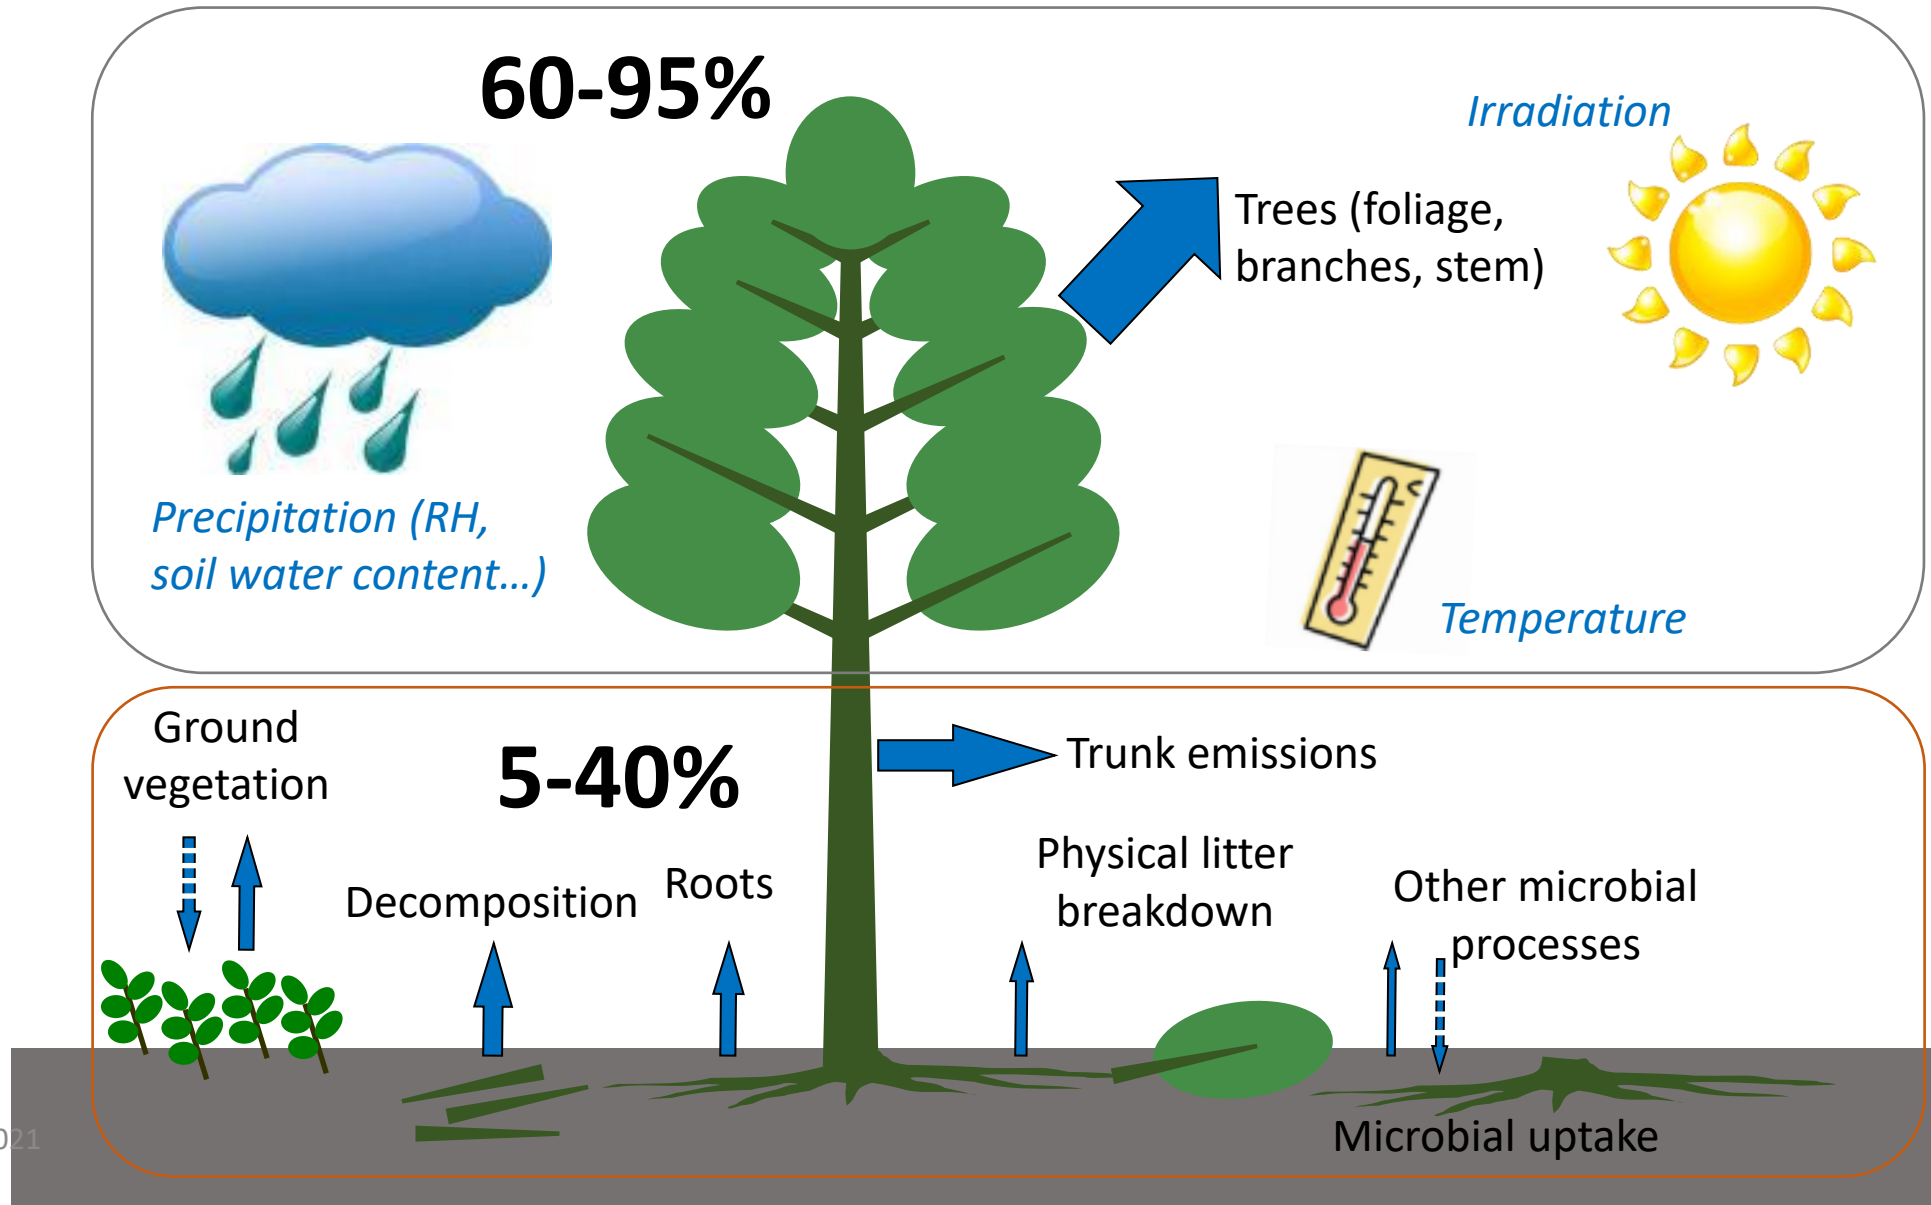 60-95%
Irradiation
Trees (foliage,
branches, stem)
Precipitation (RH,
soil water content...)
Temperature
Ground
vegetation
5-40%
Trunk emissions
Decomposition
Roots
Physical litter
breakdown
Other microbial
processes
Microbial uptake
021